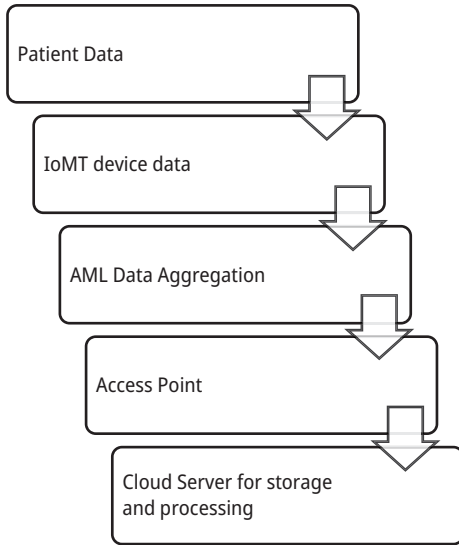 Patient Data
IoMT device data
AML Data Aggregation
Access Point
Cloud Server for storage
and processing